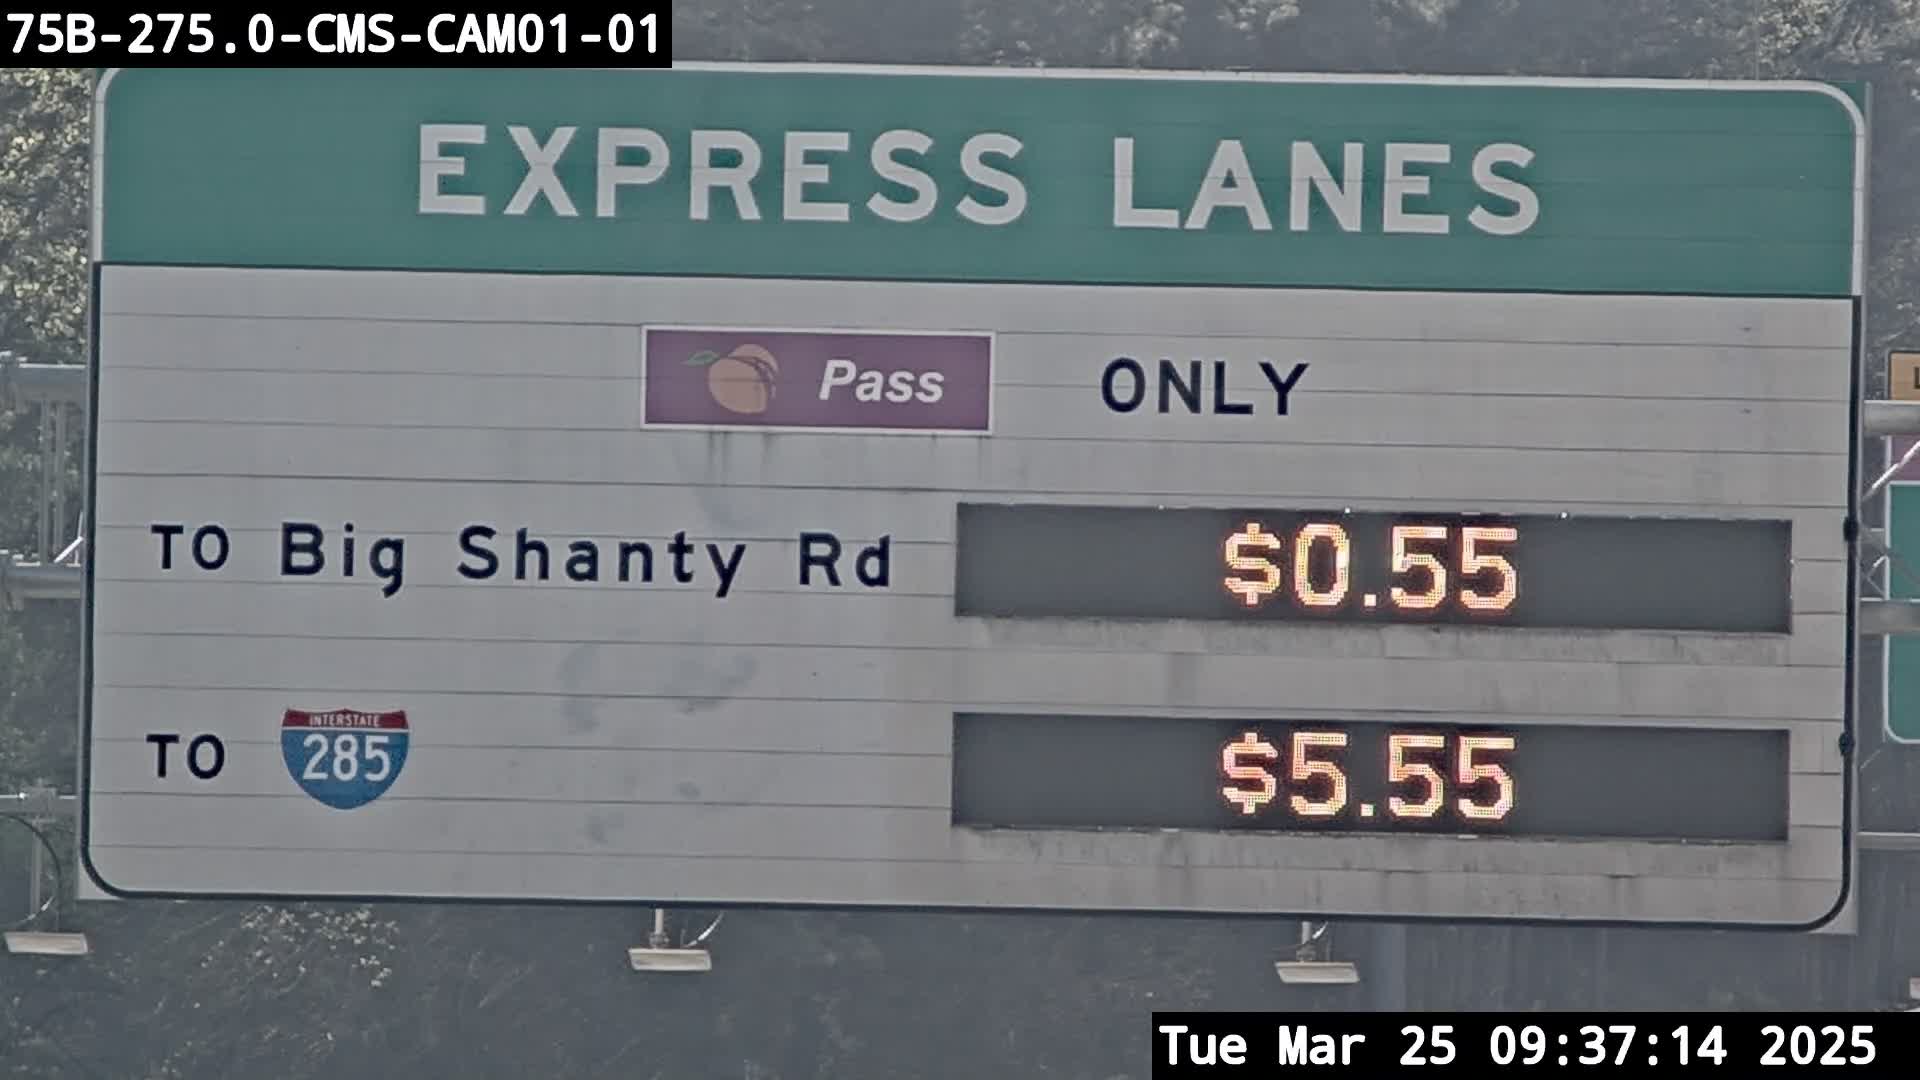 75B-275.0-CMS-CAM01-01
EXPRESS LANES
Pass ONLY
TO Big Shanty Rd $0.55
INTERSTATE
TO 285 $5.55
Tue Mar 25 09:37:14 2025